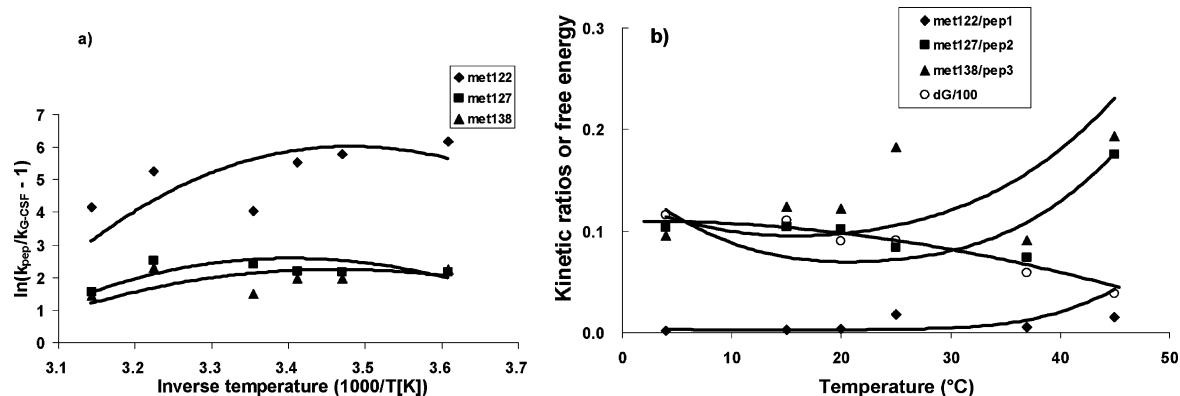 a)
met122
met127
met138
7
6
5
4
3
2
1
0
ln(kpep/kG-CSF - 1)
3.1 3.2 3.3 3.4 3.5 3.6 3.7
Inverse temperature (1000/T[K])
b)
met122/pep1
met127/pep2
met138/pep3
dG/100
0.3
0.2
0.1
0.0
Kinetic ratios or free energy
0 10 20 30 40 50
Temperature (°C)